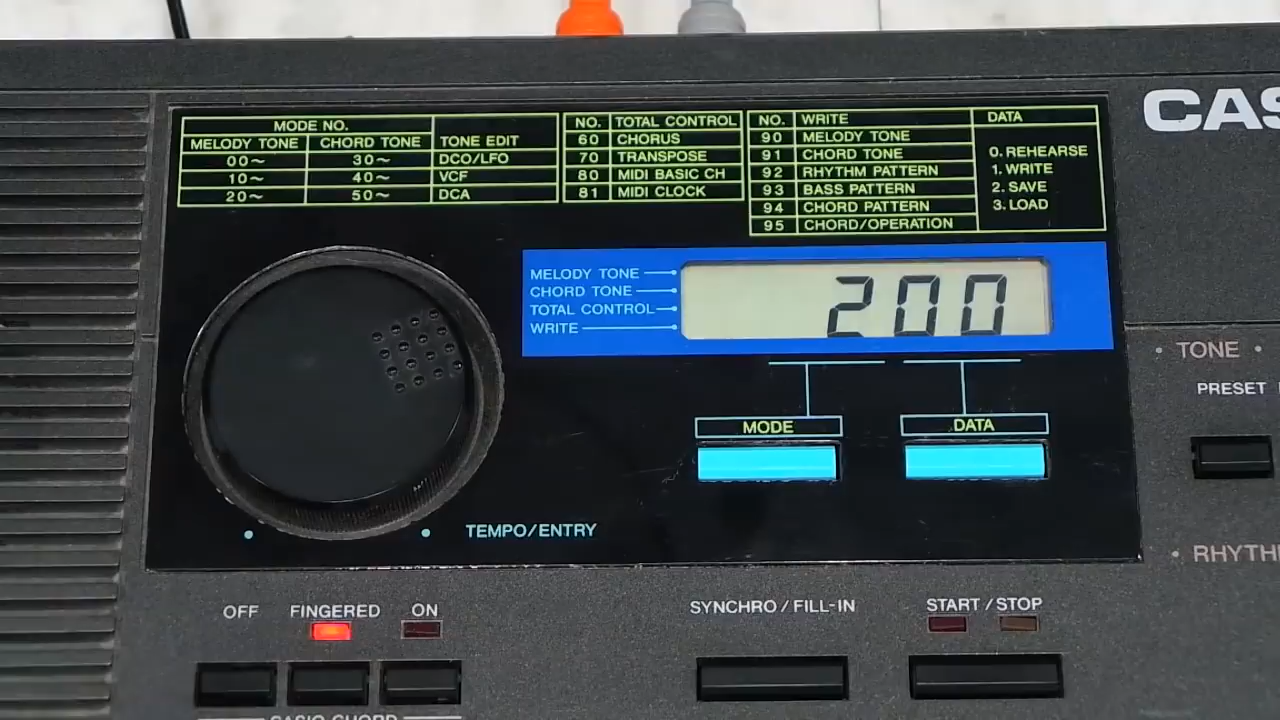 MODE NO.
MELODY TONE CHORD TONE TONE EDIT
00~ 30~ DCO/LFO
10~ 40~ VCF
20~ 50~ DCA
NO. TOTAL CONTROL
60 CHORUS
70 TRANSPOSE
80 MIDI BASIC CH
81 MIDI CLOCK
NO. WRITE
90 MELODY TONE
91 CHORD TONE
92 RHYTHM PATTERN
93 BASS PATTERN
94 CHORD PATTERN
95 CHORD/OPERATION
DATA
0. REHEARSE
1. WRITE
2. SAVE
3. LOAD
CAS
MELODY TONE
CHORD TONE
TOTAL CONTROL
WRITE
200
MODE
DATA
TEMPO/ENTRY
• TONE •
PRESET
• RHYTH
OFF FINGERED ON
SYNCHRO/FILL-IN
START/STOP
CASIO CHORD